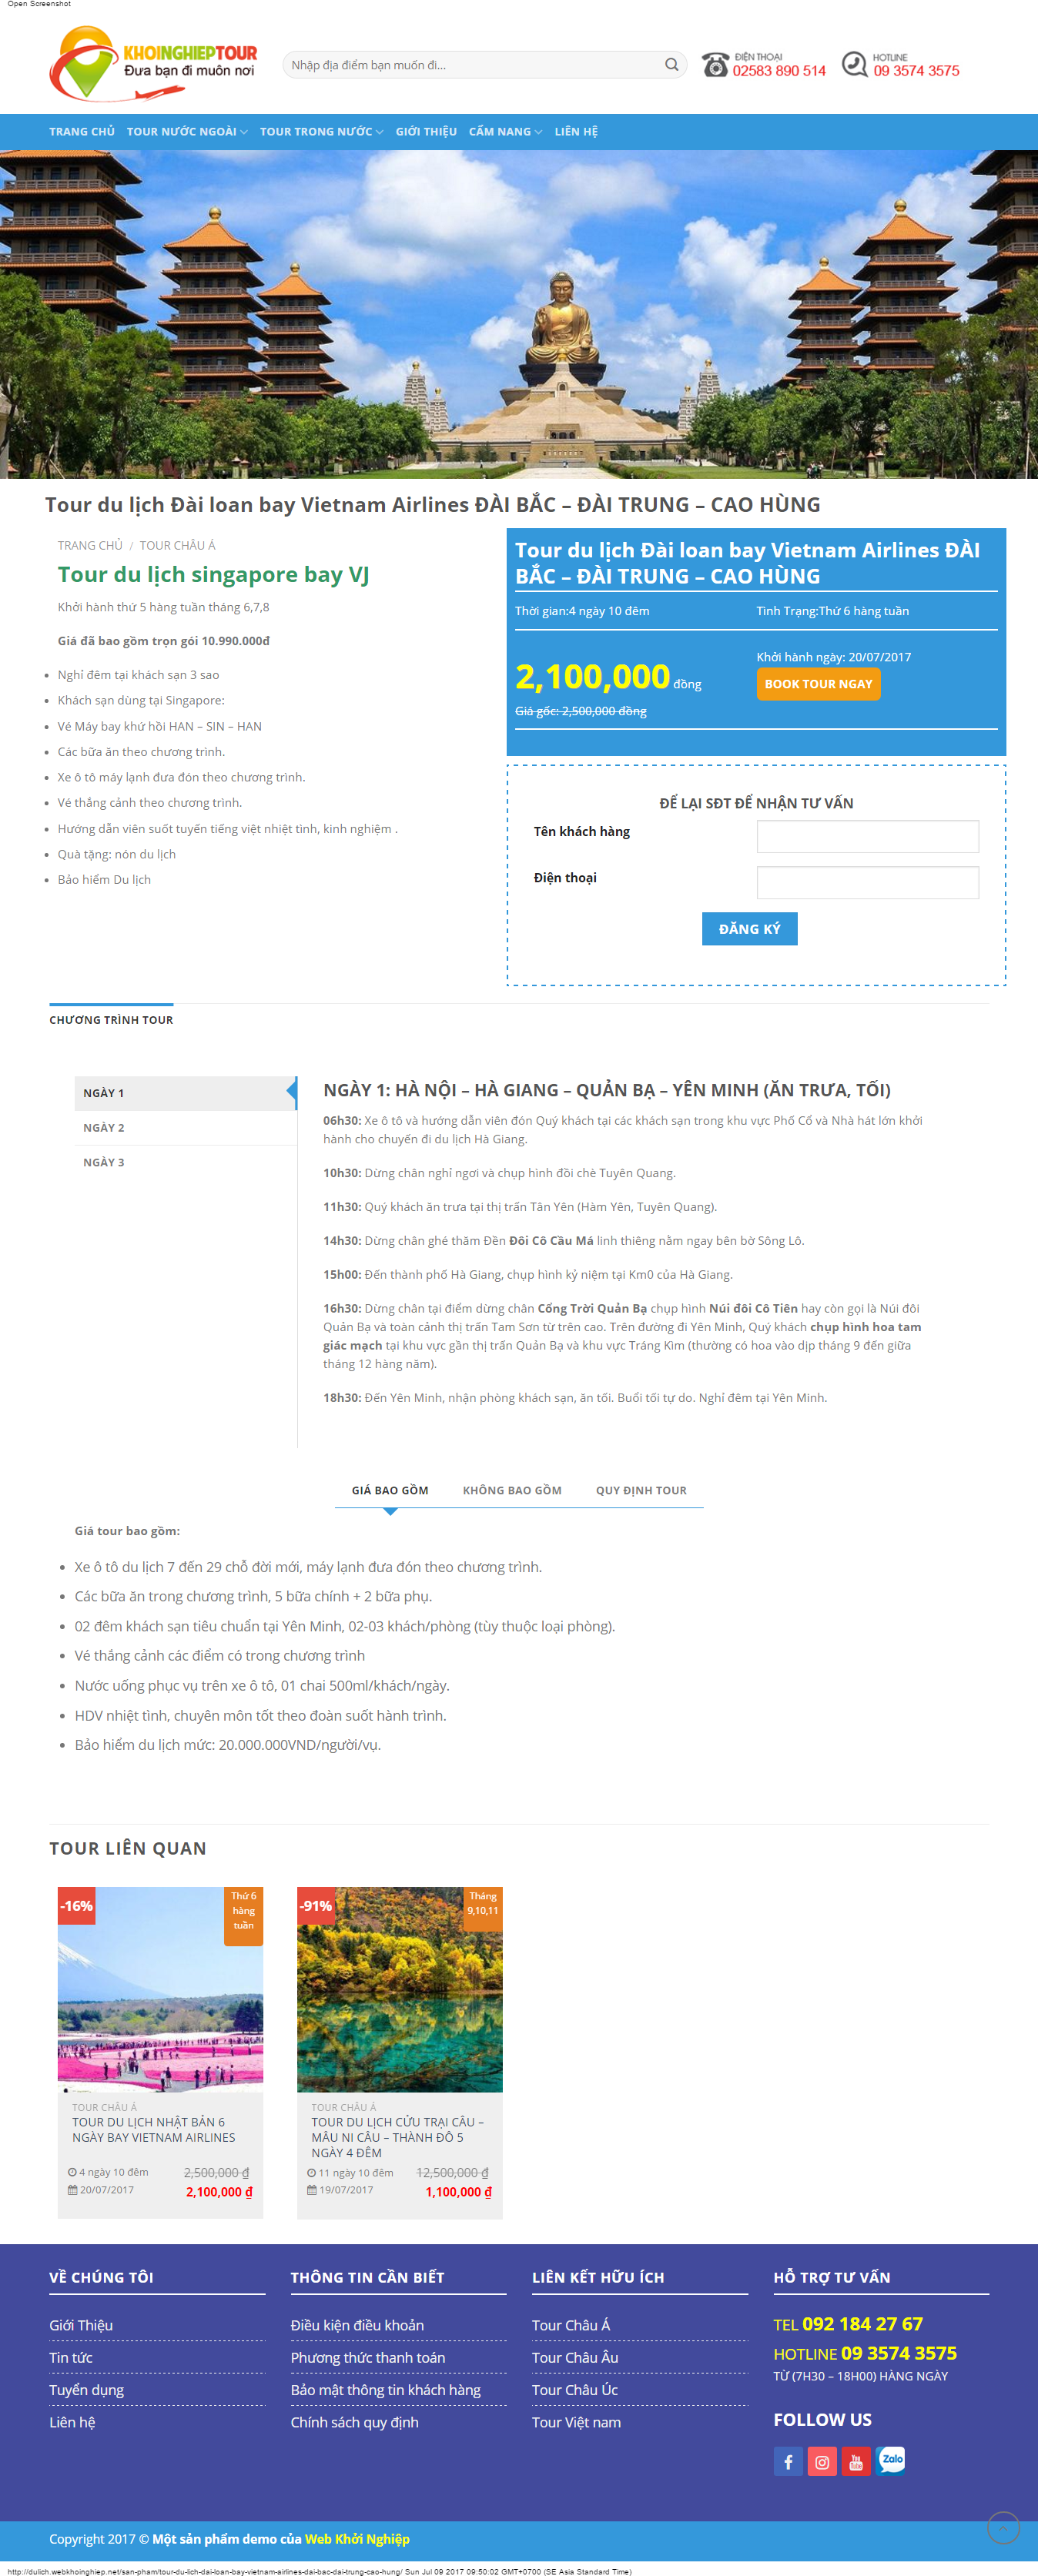 Open Screenshot
KHOINGHIEPTOUR
Đưa bạn đi muôn nơi
Nhập địa điểm bạn muốn đi...
ĐIỆN THOẠI
02583 890 514
HOTLINE
09 3574 3575
TRANG CHỦ TOUR NƯỚC NGOÀI TOUR TRONG NƯỚC GIỚI THIỆU CẨM NANG LIÊN HỆ
Tour du lịch Đài loan bay Vietnam Airlines ĐÀI BẮC – ĐÀI TRUNG – CAO HÙNG
TRANG CHỦ / TOUR CHÂU Á
Tour du lịch singapore bay VJ
Khởi hành thứ 5 hàng tuần tháng 6,7,8
Giá đã bao gồm trọn gói 10.990.000đ
Nghỉ đêm tại khách sạn 3 sao
Khách sạn dùng tại Singapore:
Vé Máy bay khứ hồi HAN – SIN – HAN
Các bữa ăn theo chương trình.
Xe ô tô máy lạnh đưa đón theo chương trình.
Vé thắng cảnh theo chương trình.
Hướng dẫn viên suốt tuyến tiếng việt nhiệt tình, kinh nghiệm .
Quà tặng: nón du lịch
Bảo hiểm Du lịch
Tour du lịch Đài loan bay Vietnam Airlines ĐÀI
BẮC – ĐÀI TRUNG – CAO HÙNG
Thời gian:4 ngày 10 đêm
Tình Trạng:Thứ 6 hàng tuần
2,100,000 đồng
Giá gốc: 2,500,000 đồng
Khởi hành ngày: 20/07/2017
BOOK TOUR NGAY
ĐỂ LẠI SĐT ĐỂ NHẬN TƯ VẤN
Tên khách hàng
Điện thoại
ĐĂNG KÝ
CHƯƠNG TRÌNH TOUR
NGÀY 1
NGÀY 2
NGÀY 3
NGÀY 1: HÀ NỘI – HÀ GIANG – QUẢN BẠ – YÊN MINH (ĂN TRƯA, TỐI)
06h30: Xe ô tô và hướng dẫn viên đón Quý khách tại các khách sạn trong khu vực Phố Cổ và Nhà hát lớn khởi
hành cho chuyến đi du lịch Hà Giang.
10h30: Dừng chân nghỉ ngơi và chụp hình đồi chè Tuyên Quang.
11h30: Quý khách ăn trưa tại thị trấn Tân Yên (Hàm Yên, Tuyên Quang).
14h30: Dừng chân ghé thăm Đền Đôi Cô Cầu Má linh thiêng nằm ngay bên bờ Sông Lô.
15h00: Đến thành phố Hà Giang, chụp hình kỷ niệm tại Km0 của Hà Giang.
16h30: Dừng chân tại điểm dừng chân Cổng Trời Quản Bạ chụp hình Núi đôi Cô Tiên hay còn gọi là Núi đôi
Quản Bạ và toàn cảnh thị trấn Tam Sơn từ trên cao. Trên đường đi Yên Minh, Quý khách chụp hình hoa tam
giác mạch tại khu vực gần thị trấn Quản Bạ và khu vực Tráng Kìm (thường có hoa vào dịp tháng 9 đến giữa
tháng 12 hàng năm).
18h30: Đến Yên Minh, nhận phòng khách sạn, ăn tối. Buổi tối tự do. Nghỉ đêm tại Yên Minh.
GIÁ BAO GỒM KHÔNG BAO GỒM QUY ĐỊNH TOUR
Giá tour bao gồm:
Xe ô tô du lịch 7 đến 29 chỗ đời mới, máy lạnh đưa đón theo chương trình.
Các bữa ăn trong chương trình, 5 bữa chính + 2 bữa phụ.
02 đêm khách sạn tiêu chuẩn tại Yên Minh, 02-03 khách/phòng (tùy thuộc loại phòng).
Vé thắng cảnh các điểm có trong chương trình
Nước uống phục vụ trên xe ô tô, 01 chai 500ml/khách/ngày.
HDV nhiệt tình, chuyên môn tốt theo đoàn suốt hành trình.
Bảo hiểm du lịch mức: 20.000.000VND/người/vụ.
TOUR LIÊN QUAN
-16%
Thứ 6
hàng
tuần
TOUR CHÂU Á
TOUR DU LỊCH NHẬT BẢN 6
NGÀY BAY VIETNAM AIRLINES
4 ngày 10 đêm
2,500,000 ₫
20/07/2017
2,100,000 ₫
-91%
Tháng
9,10,11
TOUR CHÂU Á
TOUR DU LỊCH CỬU TRẠI CÂU –
MÂU NI CÂU – THÀNH ĐÔ 5
NGÀY 4 ĐÊM
11 ngày 10 đêm
12,500,000 ₫
19/07/2017
1,100,000 ₫
VỀ CHÚNG TÔI
Giới Thiệu
Tin tức
Tuyển dụng
Liên hệ
THÔNG TIN CẦN BIẾT
Điều kiện điều khoản
Phương thức thanh toán
Bảo mật thông tin khách hàng
Chính sách quy định
LIÊN KẾT HỮU ÍCH
Tour Châu Á
Tour Châu Âu
Tour Châu Úc
Tour Việt nam
HỖ TRỢ TƯ VẤN
TEL 092 184 27 67
HOTLINE 09 3574 3575
TỪ (7H30 – 18H00) HÀNG NGÀY
FOLLOW US
You
Zalo
Copyright 2017 © Một sản phẩm demo của Web Khởi Nghiệp
http://dulich.webkhoinghiep.net/san-pham/tour-du-lich-dai-loan-bay-vietnam-airlines-dai-bac-dai-trung-cao-hung/ Sun Jul 09 2017 09:50:02 GMT+0700 (SE Asia Standard Time)